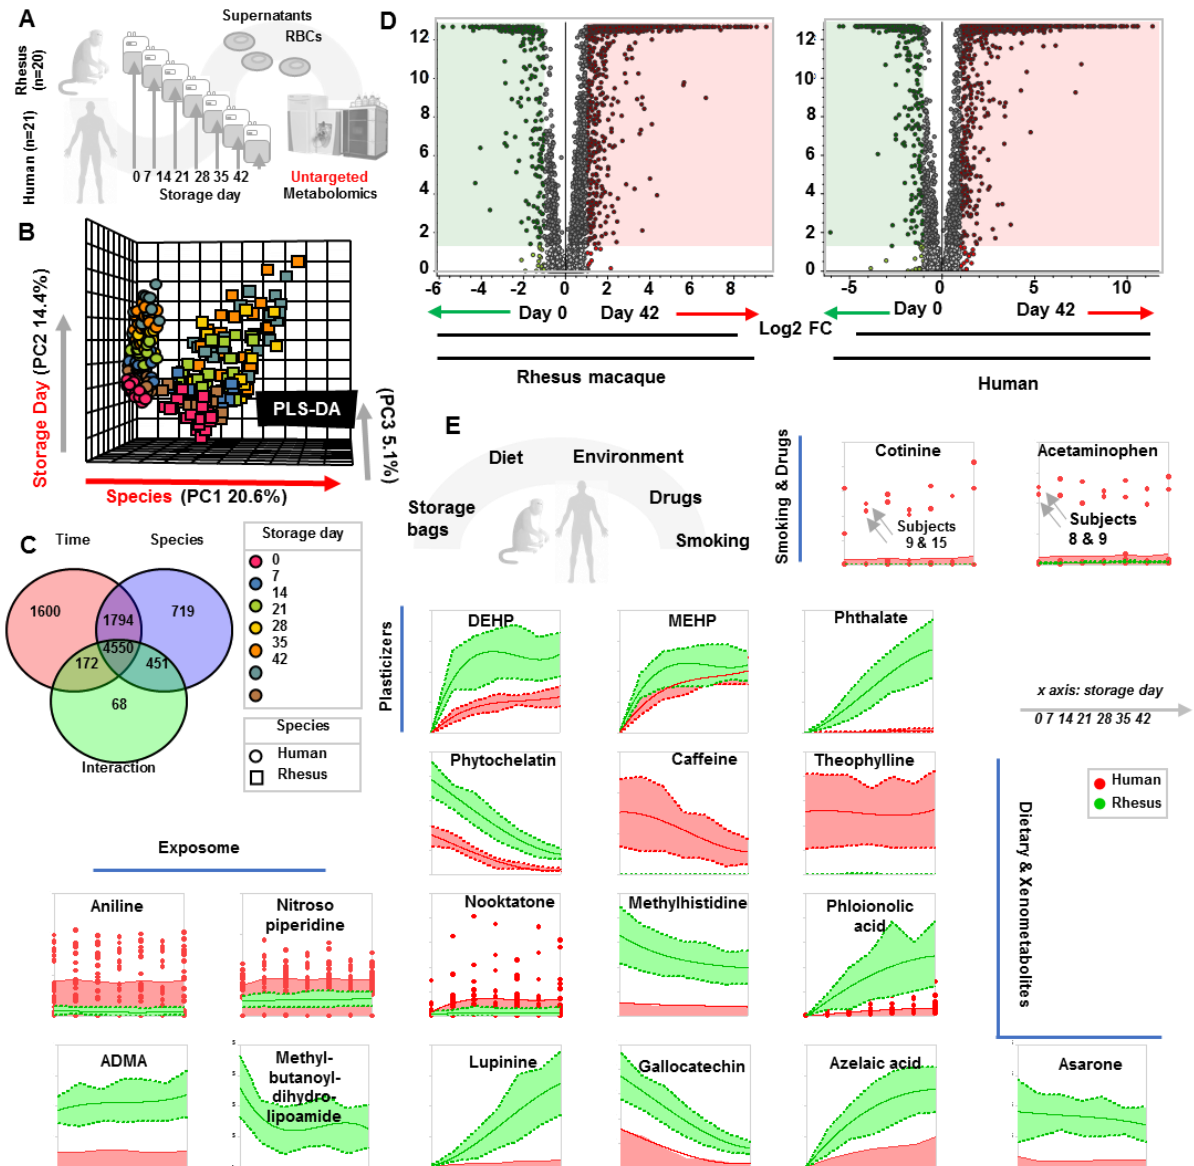 A
Supernatants
RBCs
Rhesus
(n=20)
Human (n=21)
0 7 14 21 28 35 42
Storage day
Untargeted
Metabolomics
B
Storage Day (PC2 14.4%)
PLS-DA
(PC3 5.1%)
Species (PC1 20.6%)
C
Time
Species
1600
1794
719
4550
172
451
68
Interaction
Storage day
0
7
14
21
28
35
42
Species
Human
Rhesus
D
12
10
8
6
4
2
0
-6 -4 -2 0 2 4 6 8
Day 0
Day 42
Rhesus macaque
Log2 FC
12
10
8
6
4
2
0
-5 0 5 10
Day 0
Day 42
Human
E
Diet
Environment
Storage
bags
Drugs
Smoking
Smoking & Drugs
Cotinine
Subjects
9 & 15
Acetaminophen
Subjects
8 & 9
Plasticizers
DEHP
MEHP
Phthalate
x axis: storage day
0 7 14 21 28 35 42
Phytochelatin
Caffeine
Theophylline
Human
Rhesus
Dietary & Xenometabolites
Exposome
Aniline
Nitroso
piperidine
Nooktatone
Methylhistidine
Phloionolic
acid
ADMA
Methyl-
butanoyl-
dihydro-
lipoamide
Lupinine
Gallocatechin
Azelaic acid
Asarone